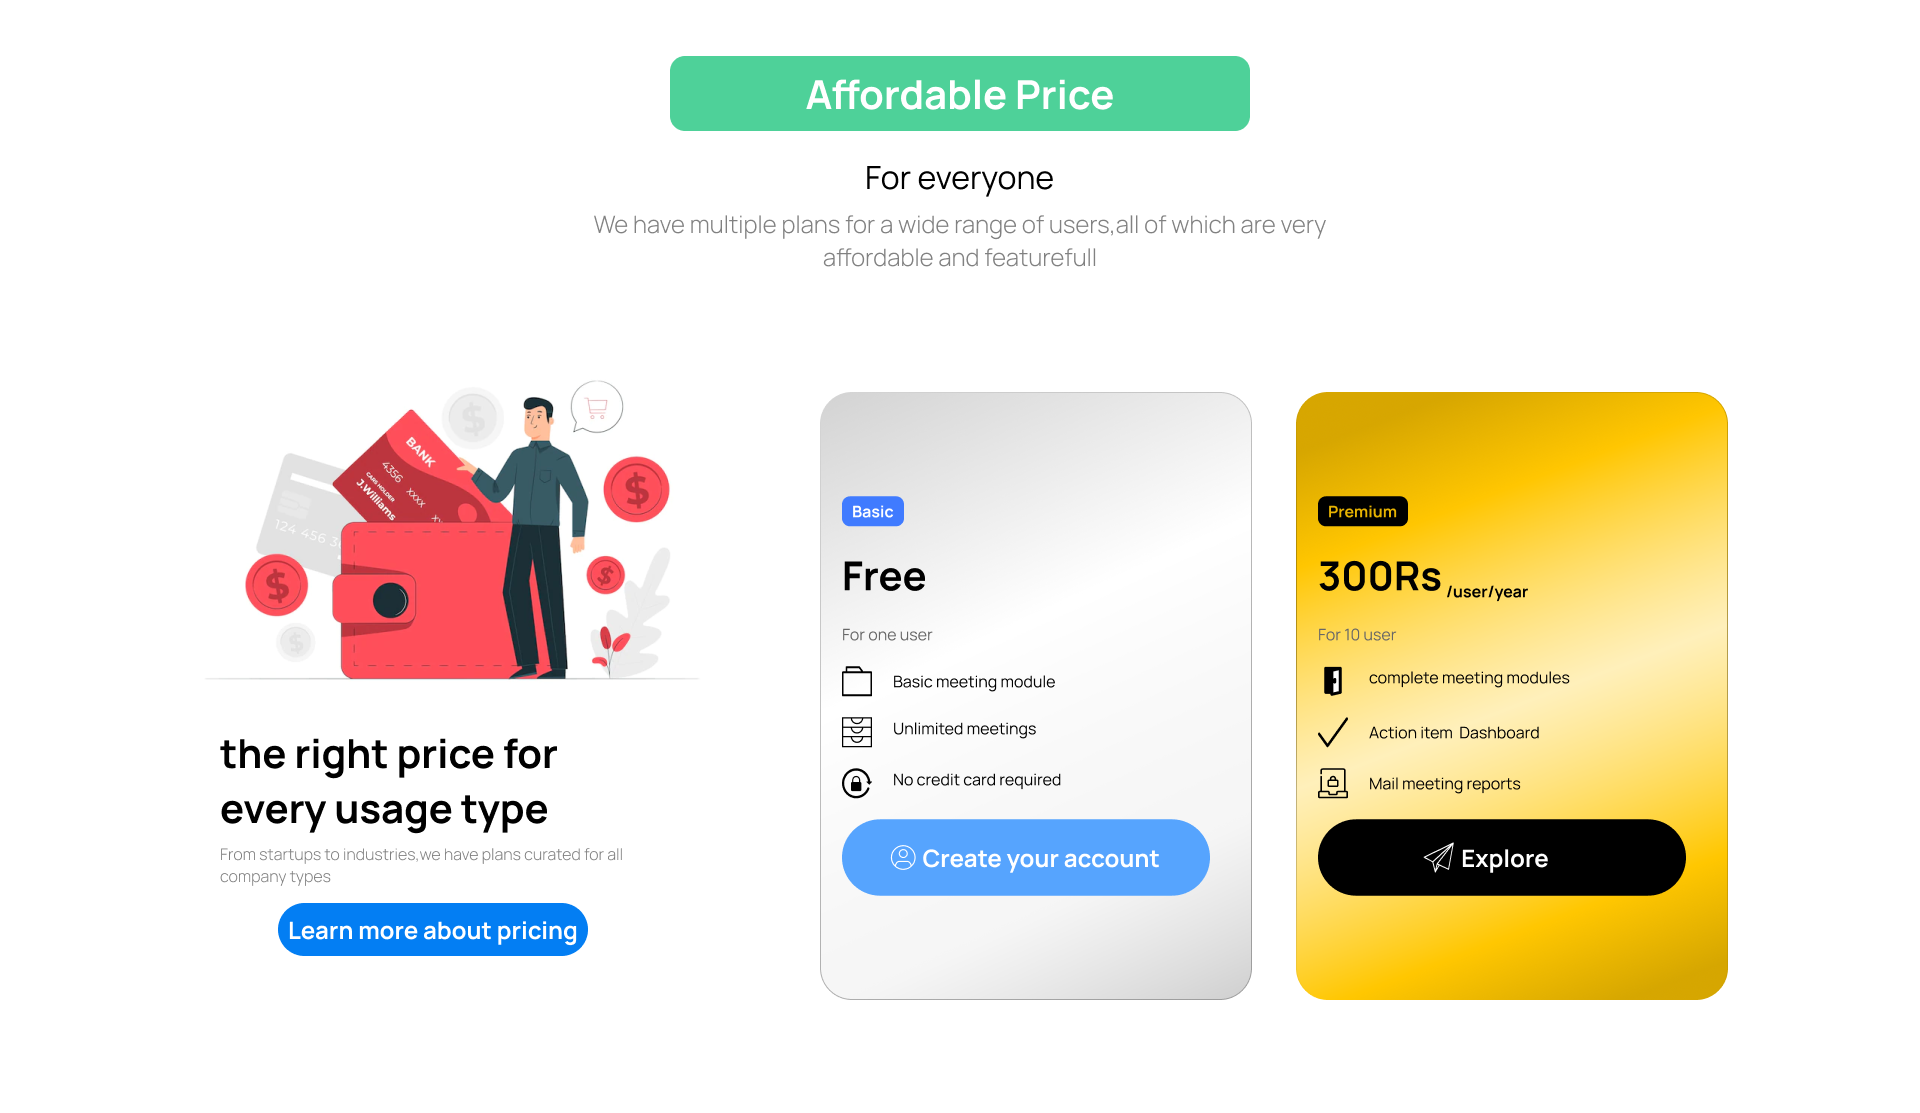 Affordable Price
For everyone
We have multiple plans for a wide range of users,all of which are very
affordable and featurefull
BANK
4356 XXXX
CARD HOLDER
J.Williams
124 456
the right price for
every usage type
From startups to industries,we have plans curated for all
company types
Learn more about pricing
Basic
Free
For one user
Basic meeting module
Unlimited meetings
No credit card required
Create your account
Premium
300Rs /user/year
For 10 user
complete meeting modules
Action item  Dashboard
Mail meeting reports
Explore